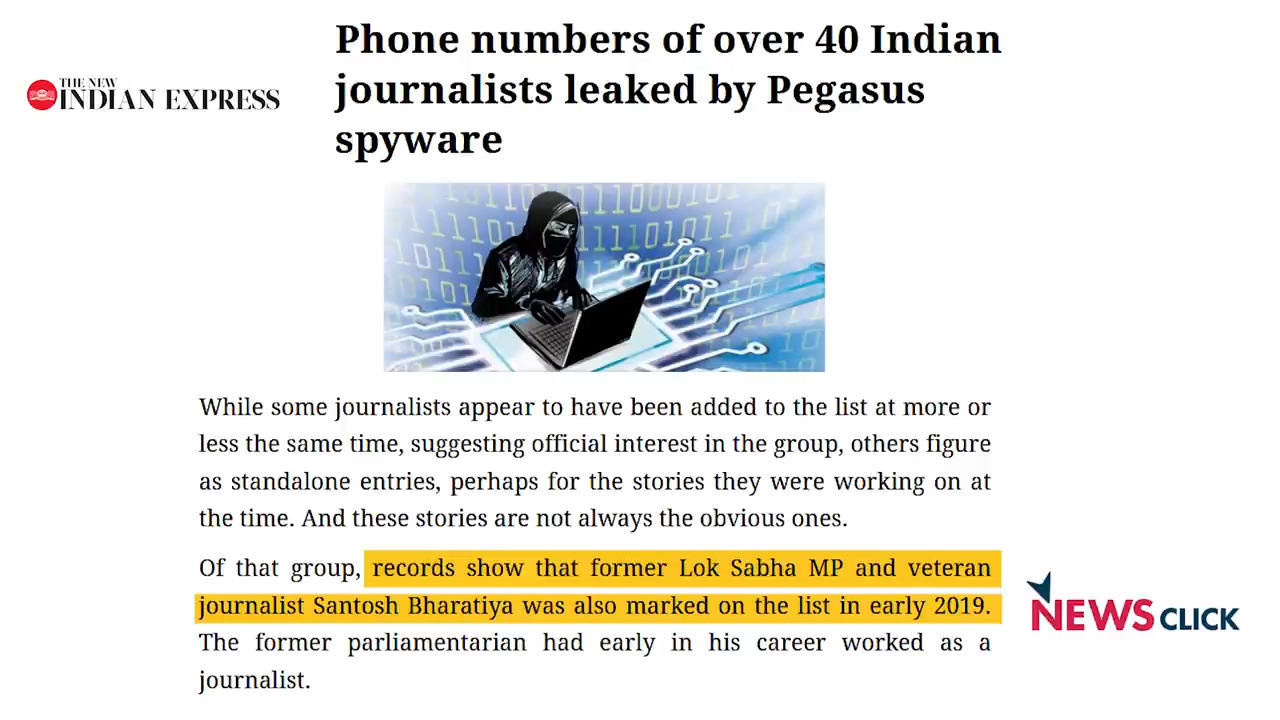 Phone numbers of over 40 Indian
journalists leaked by Pegasus
spyware
THE NEW
INDIAN EXPRESS
While some journalists appear to have been added to the list at more or
less the same time, suggesting official interest in the group, others figure
as standalone entries, perhaps for the stories they were working on at
the time. And these stories are not always the obvious ones.
Of that group, records show that former Lok Sabha MP and veteran
journalist Santosh Bharatiya was also marked on the list in early 2019.
The former parliamentarian had early in his career worked as a
journalist.
NEWSCLICK